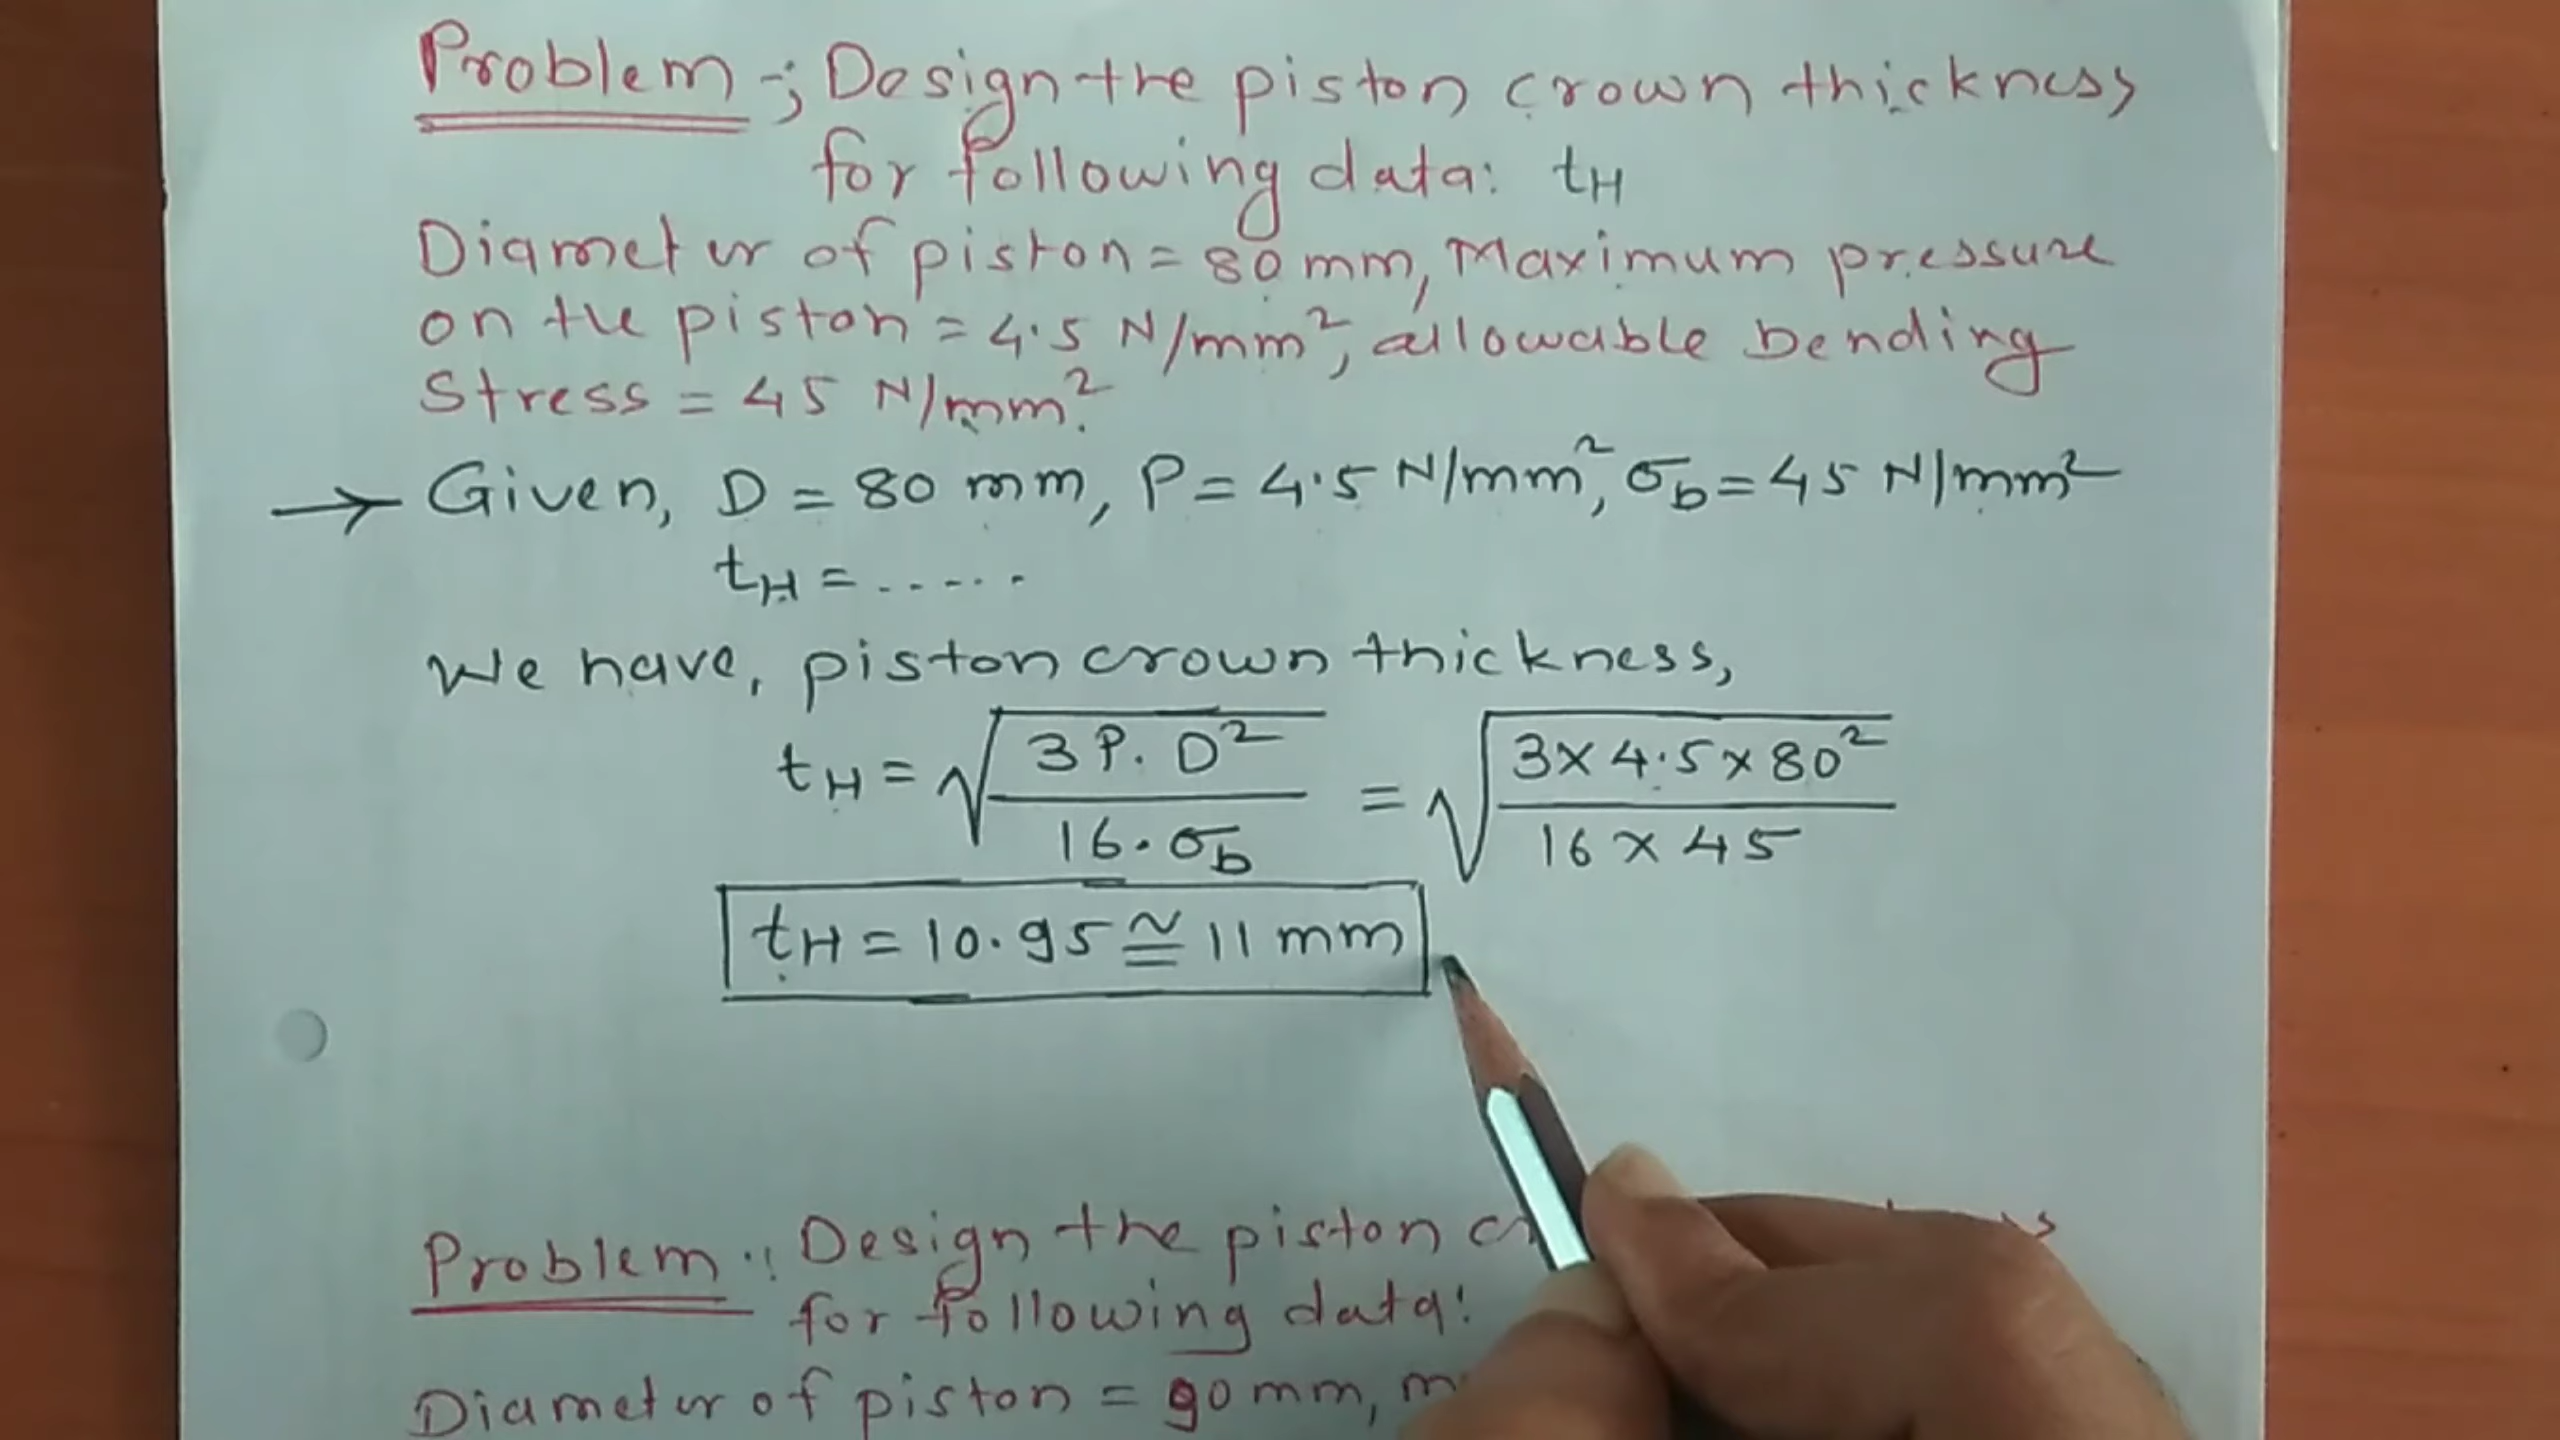 Problem :- Design the piston crown thickness
for following data: tH
Diameter of piston = 80 mm, Maximum pressure
on the piston = 4.5 N/mm², allowable bending
Stress = 45 N/mm².
→ Given, D = 80 mm, P = 4.5 N/mm², σb = 45 N/mm²
tH = .....
We have, piston crown thickness,
tH = √(3P. D² / 16. σb) = √(3 x 4.5 x 80² / 16 x 45)
tH = 10.95 ≅ 11 mm
Problem : Design the piston
for following data:
Diameter of piston = 90 mm,